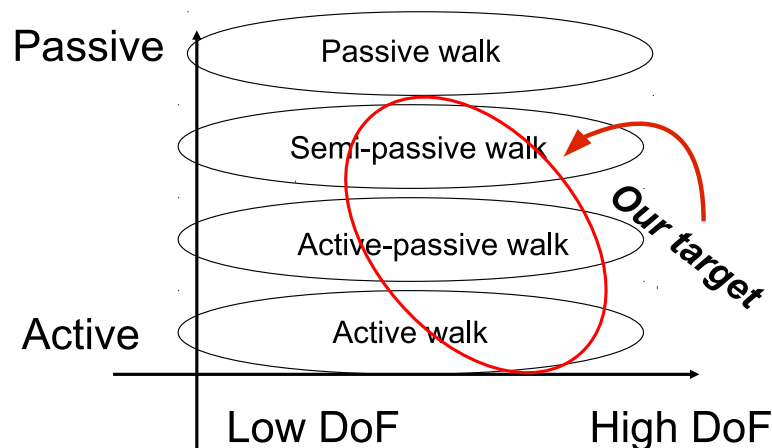 Passive
Passive walk
Semi-passive walk
Our target
Active-passive walk
Active
Active walk
Low DoF
High DoF